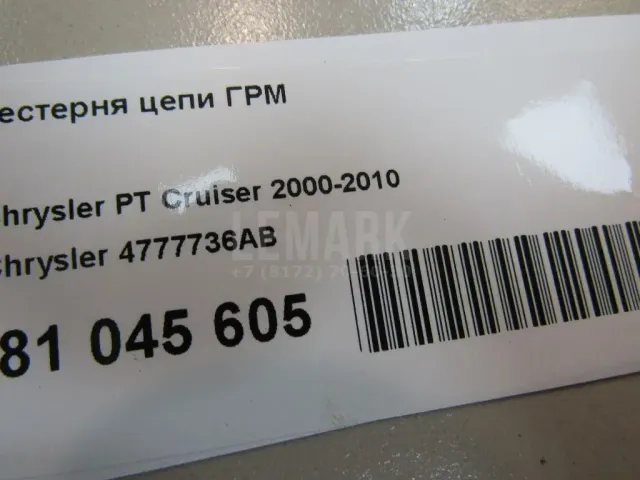 естерня цепи ГРМ
hrysler PT Cruiser 2000-2010
Chrysler 4777736AB
LEMARK
81 045 605